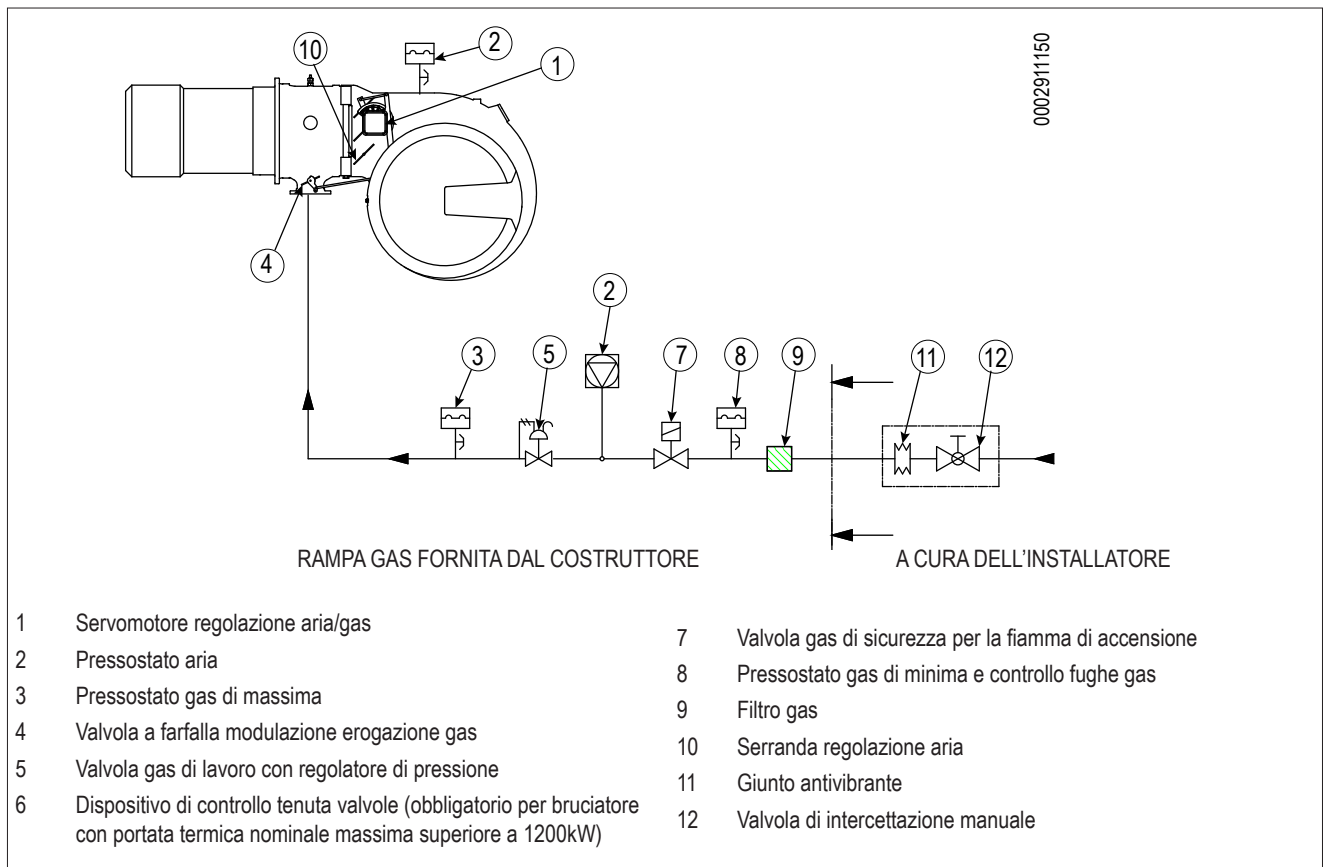 0002911150
10
2
1
4
2
3
5
7
8
9
11
12
RAMPA GAS FORNITA DAL COSTRUTTORE
A CURA DELL'INSTALLATORE
1 Servomotore regolazione aria/gas
2 Pressostato aria
3 Pressostato gas di massima
4 Valvola a farfalla modulazione erogazione gas
5 Valvola gas di lavoro con regolatore di pressione
6 Dispositivo di controllo tenuta valvole (obbligatorio per bruciatore
con portata termica nominale massima superiore a 1200kW)
7 Valvola gas di sicurezza per la fiamma di accensione
8 Pressostato gas di minima e controllo fughe gas
9 Filtro gas
10 Serranda regolazione aria
11 Giunto antivibrante
12 Valvola di intercettazione manuale